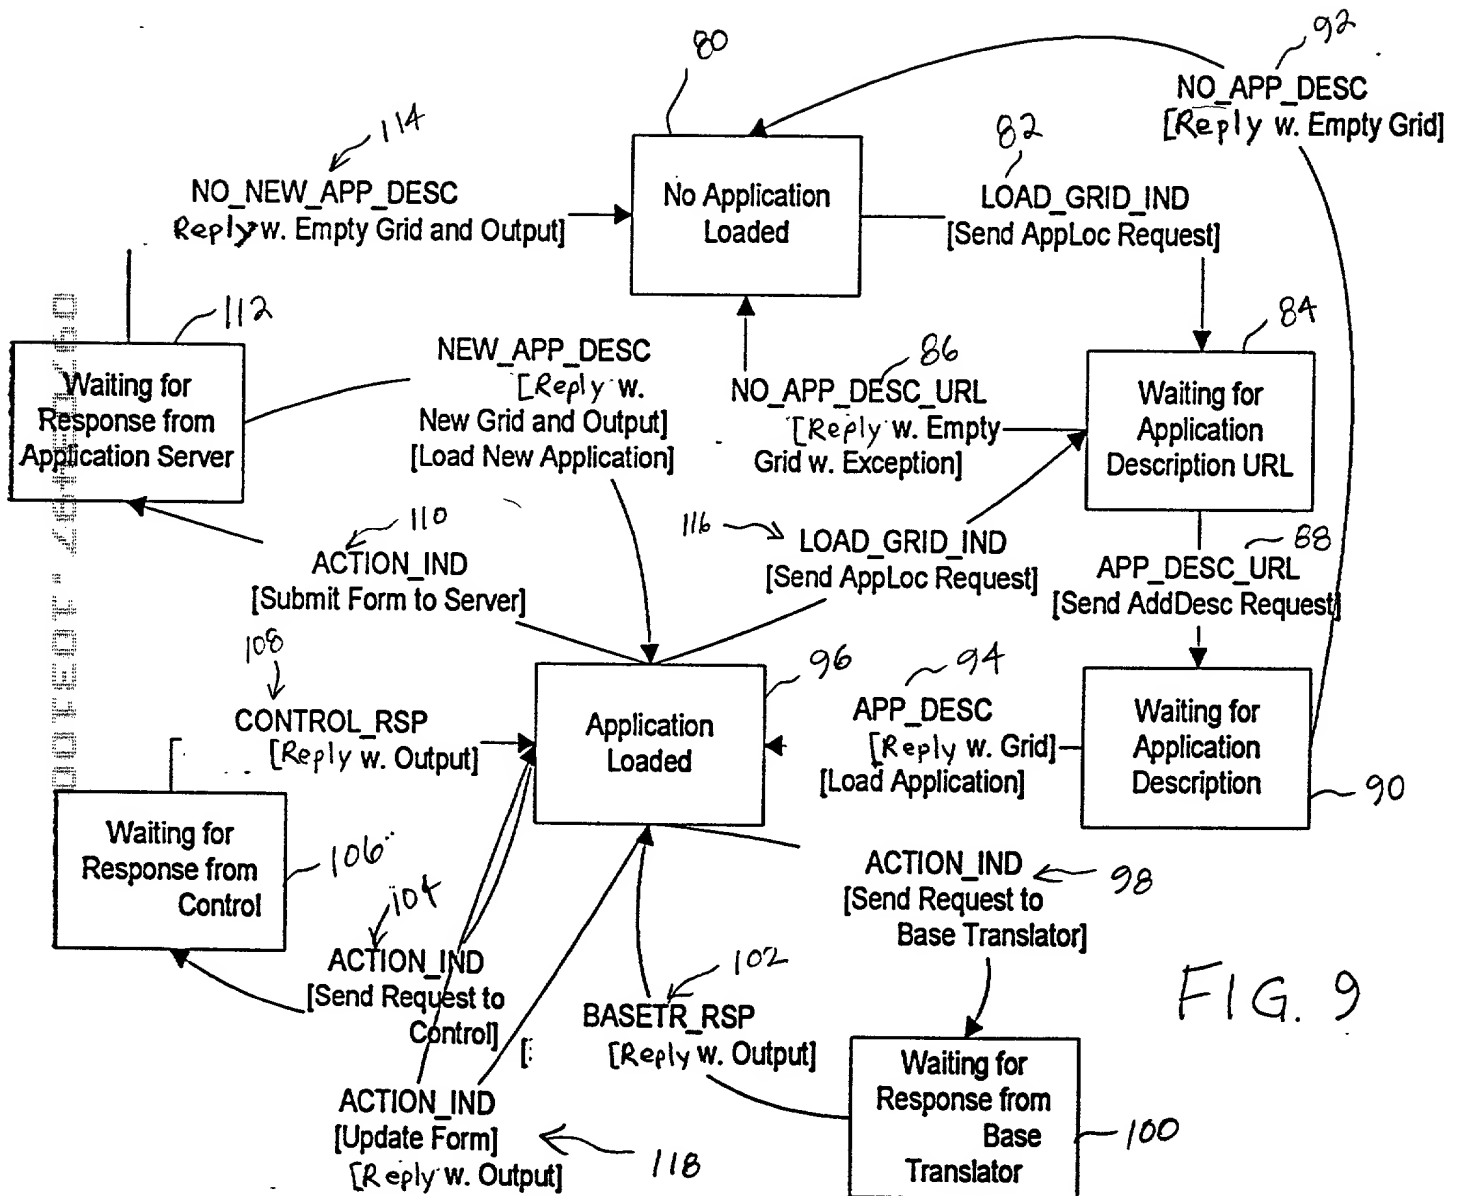 92
NO_APP_DESC
[Reply w. Empty Grid]
80
114
NO_NEW_APP_DESC
Reply w. Empty Grid and Output]
No Application
Loaded
82
LOAD_GRID_IND
[Send AppLoc Request]
112
Waiting for
Response from
Application Server
NEW_APP_DESC
[Reply w.
New Grid and Output]
[Load New Application]
86
NO_APP_DESC_URL
[Reply w. Empty
Grid w. Exception]
84
Waiting for
Application
Description URL
110
ACTION_IND
[Submit Form to Server]
116
LOAD_GRID_IND
[Send AppLoc Request]
88
APP_DESC_URL
[Send AddDesc Request]
108
CONTROL_RSP
[Reply w. Output]
96
Application
Loaded
94
APP_DESC
[Reply w. Grid]
[Load Application]
Waiting for
Application
Description
90
Waiting for
Response from
Control
106
104
ACTION_IND
[Send Request to
Control]
[
ACTION_IND
[Send Request to
Base Translator]
98
102
BASETR_RSP
[Reply w. Output]
FIG. 9
ACTION_IND
[Update Form]
[Reply w. Output]
118
Waiting for
Response from
Base
Translator
100